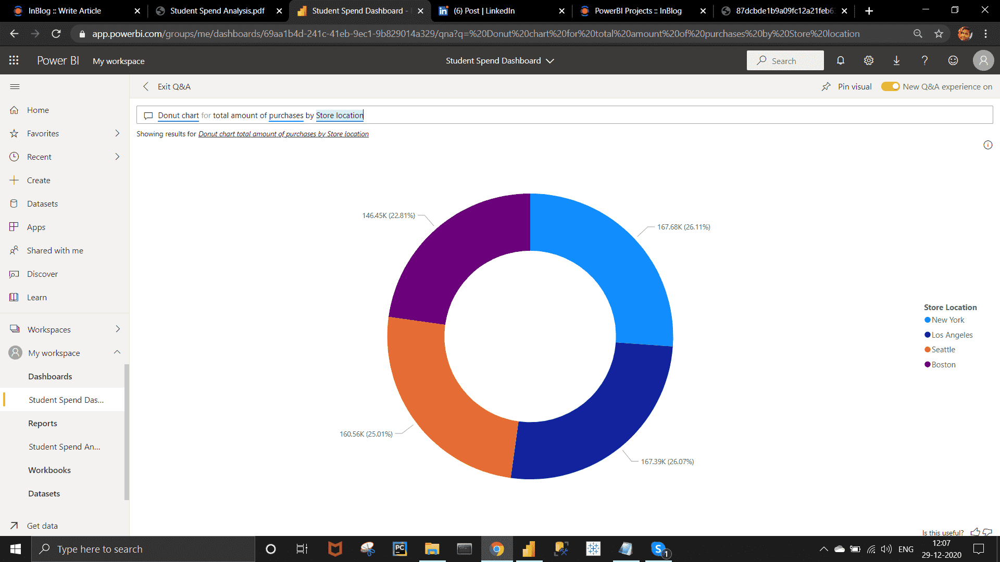 InBlog :: Write Article
Student Spend Analysis.pdf
Student Spend Dashboard -
(6) Post | LinkedIn
PowerBI Projects :: InBlog
87dcbde1b9a09fc12a21feb6
app.powerbi.com/groups/me/dashboards/69aa1b4d-241c-41eb-9ec1-9b829014a329/qna?q=%20Donut%20chart%20for%20total%20amount%20of%20purchases%20by%20Store%20location
Power BI
My workspace
Student Spend Dashboard
Search
Exit Q&A
Pin visual
New Q&A experience on
Home
Favorites
Recent
Create
Datasets
Apps
Shared with me
Discover
Learn
Workspaces
My workspace
Dashboards
Student Spend Das...
Reports
Student Spend An...
Workbooks
Datasets
Get data
Donut chart for total amount of purchases by Store location
Showing results for Donut chart total amount of purchases by Store location
146.45K (22.81%)
167.68K (26.11%)
160.56K (25.01%)
167.39K (26.07%)
Store Location
New York
Los Angeles
Seattle
Boston
Is this useful?
Type here to search
PC
S
1
ENG
12:07
29-12-2020